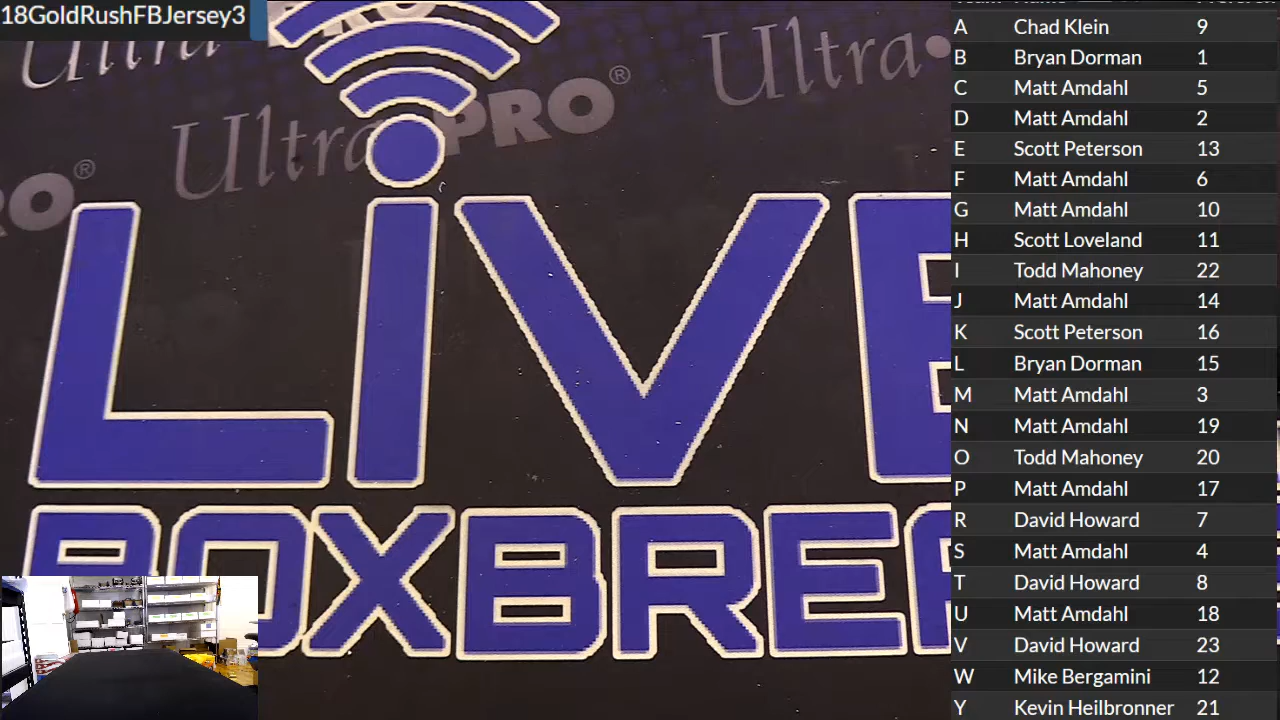 18GoldRushFBJersey3
PRO
Ultra
Ultra PRO®
Ultra
RO®
LiVE
BOXBREA
A Chad Klein 9
B Bryan Dorman 1
C Matt Amdahl 5
D Matt Amdahl 2
E Scott Peterson 13
F Matt Amdahl 6
G Matt Amdahl 10
H Scott Loveland 11
I Todd Mahoney 22
J Matt Amdahl 14
K Scott Peterson 16
L Bryan Dorman 15
M Matt Amdahl 3
N Matt Amdahl 19
O Todd Mahoney 20
P Matt Amdahl 17
R David Howard 7
S Matt Amdahl 4
T David Howard 8
U Matt Amdahl 18
V David Howard 23
W Mike Bergamini 12
Y Kevin Heilbronner 21